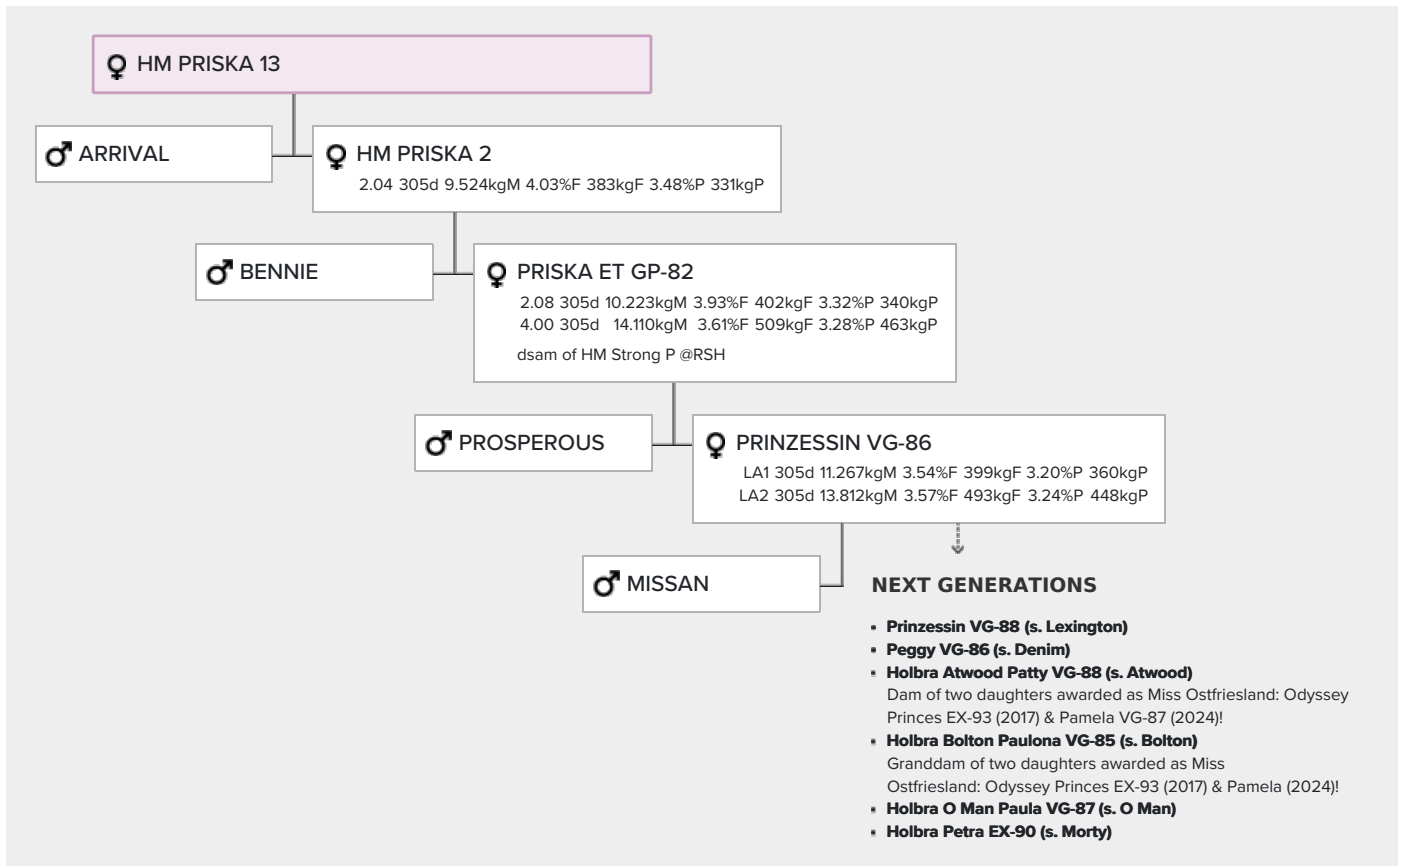 HM PRISKA 13
ARRIVAL
HM PRISKA 2
2.04 305d 9.524kgM 4.03%F 383kgF 3.48%P 331kgP
BENNIE
PRISKA ET GP-82
2.08 305d 10.223kgM 3.93%F 402kgF 3.32%P 340kgP
4.00 305d 14.110kgM 3.61%F 509kgF 3.28%P 463kgP
dsam of HM Strong P @RSH
PROSPEROUS
PRINZESSIN VG-86
LA1 305d 11.267kgM 3.54%F 399kgF 3.20%P 360kgP
LA2 305d 13.812kgM 3.57%F 493kgF 3.24%P 448kgP
MISSAN
NEXT GENERATIONS
Prinzessin VG-88 (s. Lexington)
Peggy VG-86 (s. Denim)
Holbra Atwood Patty VG-88 (s. Atwood)
Dam of two daughters awarded as Miss Ostfriesland: Odyssey
Princes EX-93 (2017) & Pamela VG-87 (2024)!
Holbra Bolton Paulona VG-85 (s. Bolton)
Granddam of two daughters awarded as Miss
Ostfriesland: Odyssey Princes EX-93 (2017) & Pamela (2024)!
Holbra O Man Paula VG-87 (s. O Man)
Holbra Petra EX-90 (s. Morty)